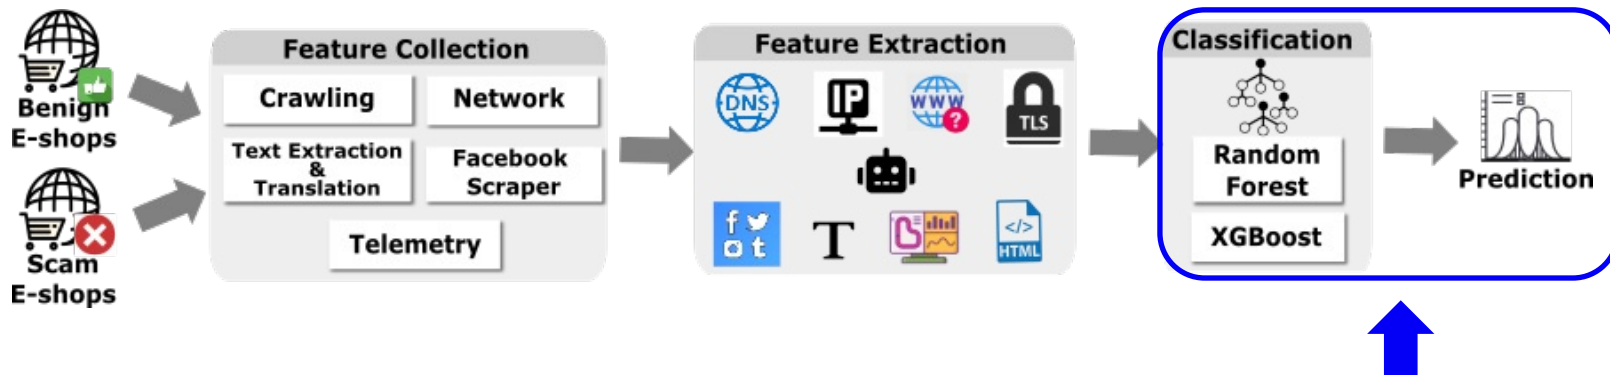 Benign
E-shops
Scam
E-shops
Feature Collection
Crawling
Network
Text Extraction
&
Translation
Facebook
Scraper
Telemetry
Feature Extraction
DNS
IP
www
?
TLS
f
t
T
</>
HTML
Classification
Random
Forest
XGBoost
Prediction